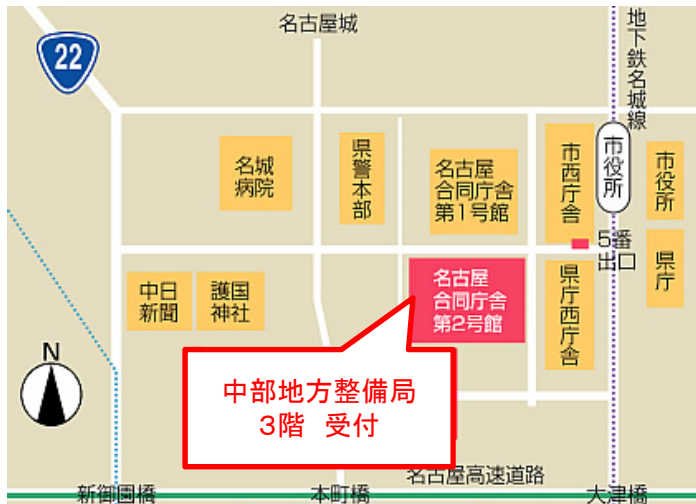 名古屋城
22
地下鉄名城線
市役所
名城
病院
県警本部
名古屋
合同庁舎
第1号館
市西庁舎
市役所
5番
出口
県庁
中日
新聞
護国
神社
名古屋
合同庁舎
第2号館
県庁西庁舎
N
中部地方整備局
3階 受付
名古屋高速道路
新御園橋
本町橋
大津橋